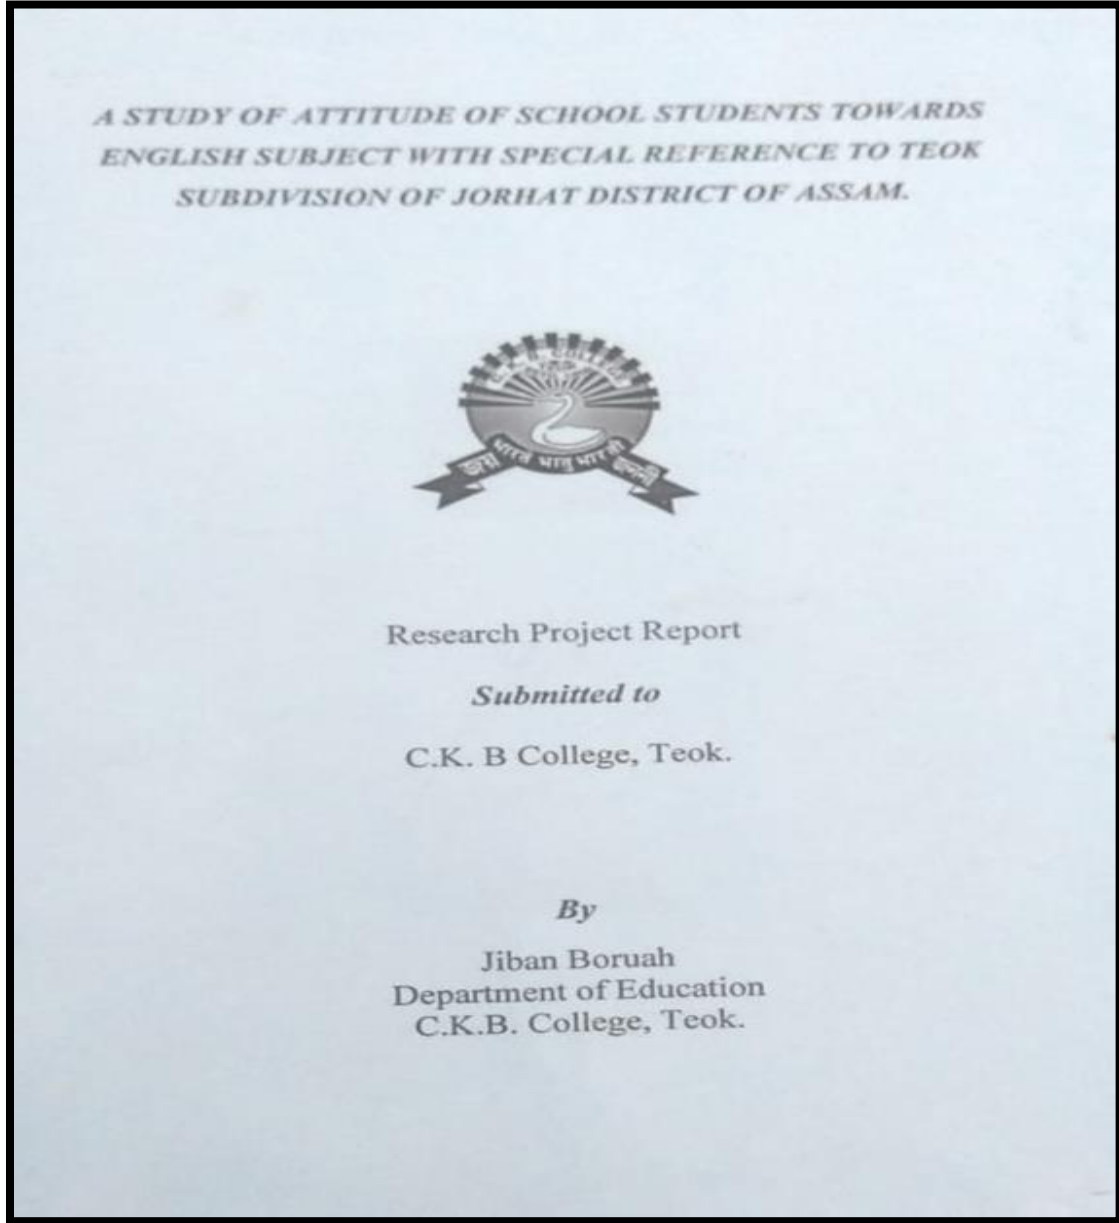 A STUDY OF ATTITUDE OF SCHOOL STUDENTS TOWARDS
ENGLISH SUBJECT WITH SPECIAL REFERENCE TO TEOK
SUBDIVISION OF JORHAT DISTRICT OF ASSAM.
COLLEGE
Research Project Report
Submitted to
C.K. B College, Teok.
By
Jiban Boruah
Department of Education
C.K.B. College, Teok.